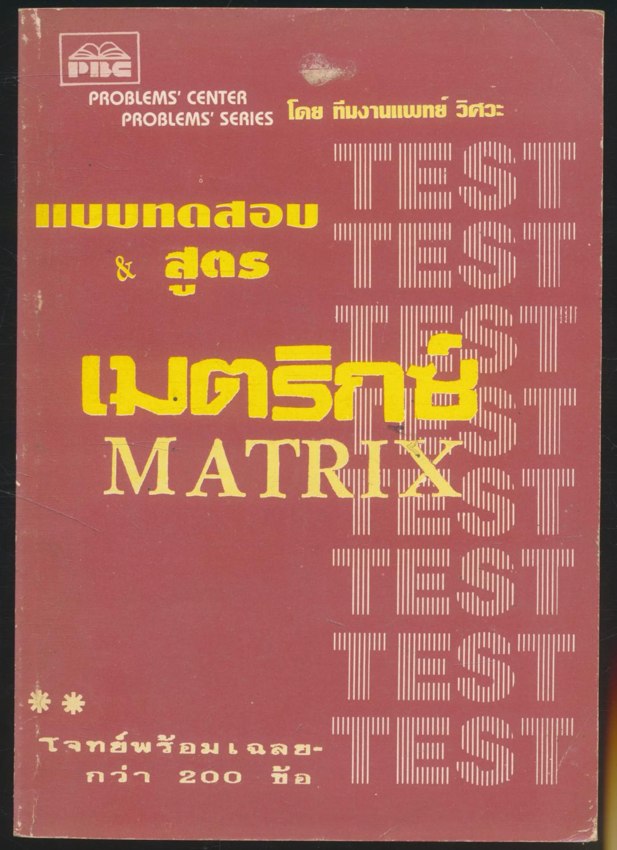 PBC
PROBLEMS' CENTER
PROBLEMS' SERIES
โดย ทีมงานแพทย์ วิศวะ
TEST
แบบทดสอบ
TEST
& สูตร
TEST
เมตริกซ์
TEST
MATRIX
TEST
TEST
TEST
**
โจทย์พร้อมเฉลย-
กว่า 200 ข้อ
TEST